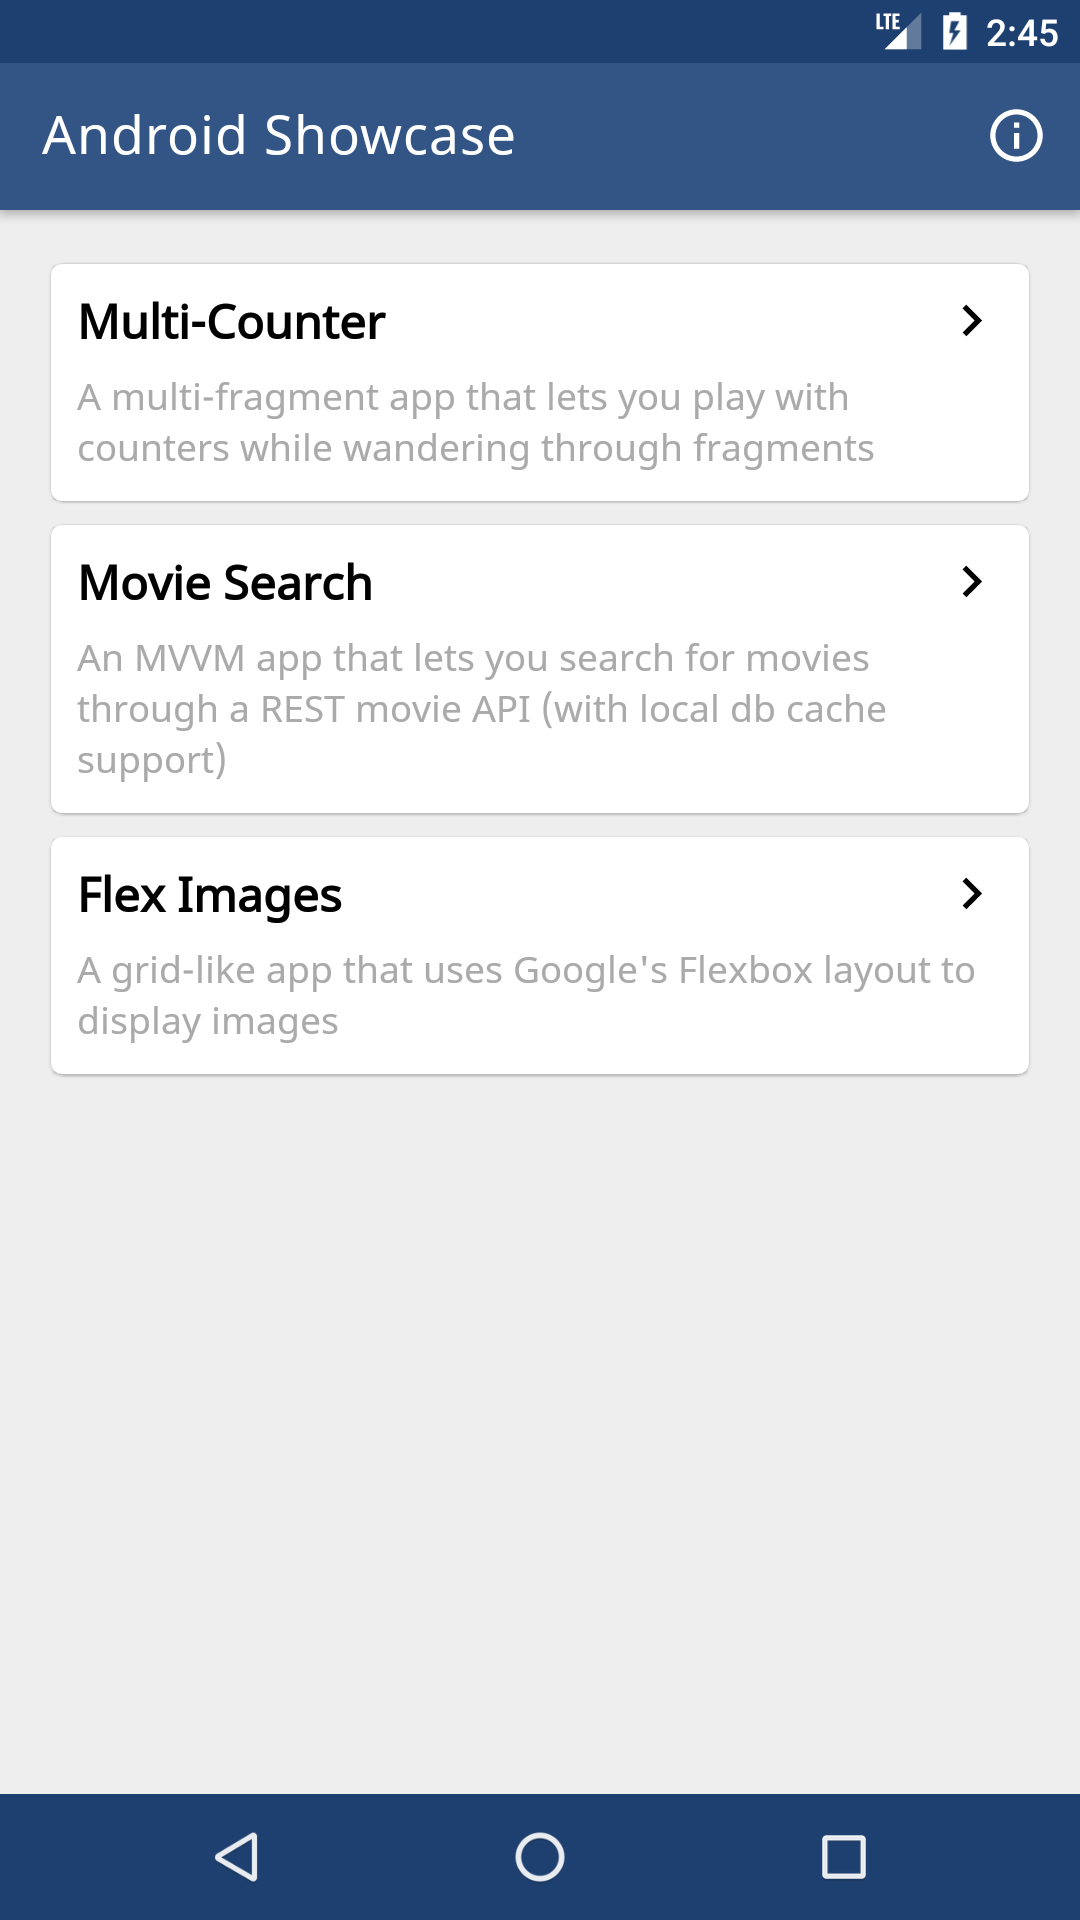 LTE 2:45
Android Showcase
Multi-Counter
A multi-fragment app that lets you play with
counters while wandering through fragments
Movie Search
An MVVM app that lets you search for movies
through a REST movie API (with local db cache
support)
Flex Images
A grid-like app that uses Google's Flexbox layout to
display images